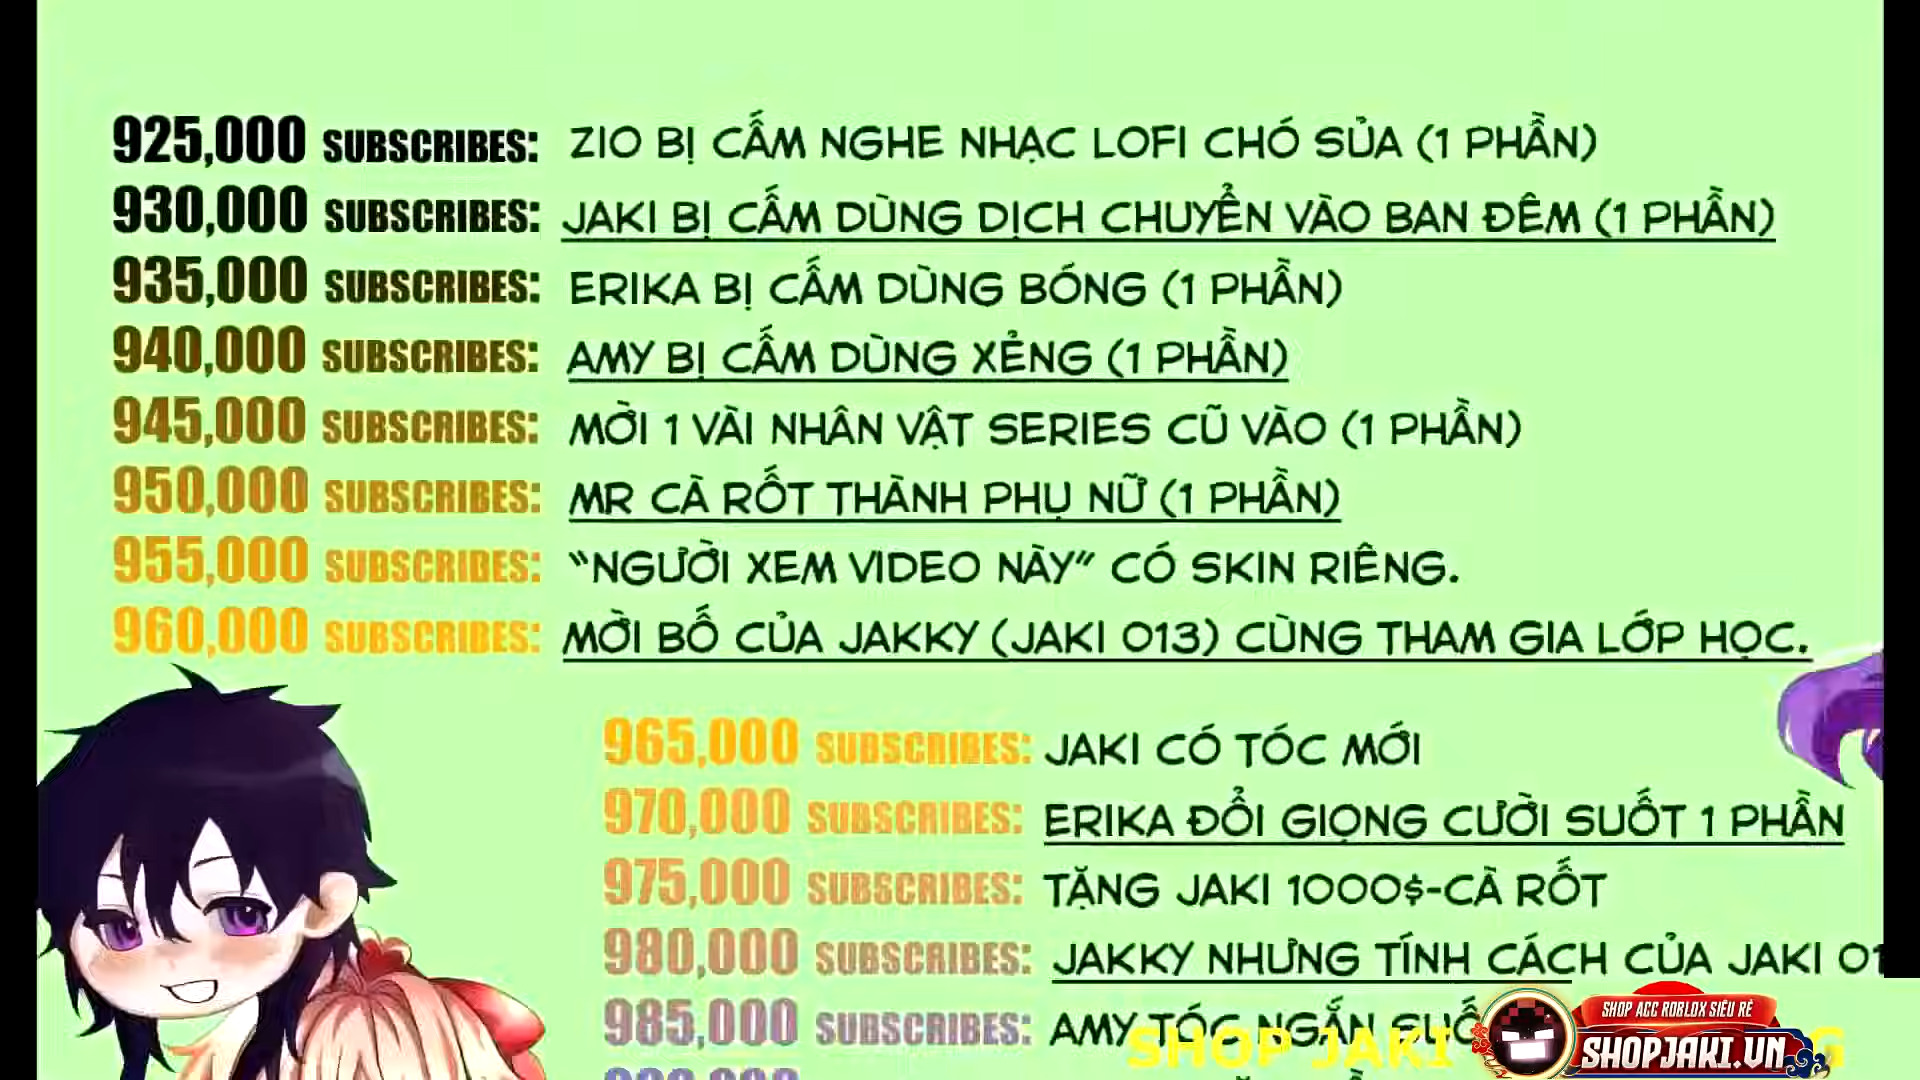 925,000 SUBSCRIBES: ZIO BỊ CẤM NGHE NHẠC LOFI CHÓ SỦA (1 PHẦN)
930,000 SUBSCRIBES: JAKI BỊ CẤM DÙNG DỊCH CHUYỂN VÀO BAN ĐÊM (1 PHẦN)
935,000 SUBSCRIBES: ERIKA BỊ CẤM DÙNG BÓNG (1 PHẦN)
940,000 SUBSCRIBES: AMY BỊ CẤM DÙNG XẺNG (1 PHẦN)
945,000 SUBSCRIBES: MỜI 1 VÀI NHÂN VẬT SERIES CŨ VÀO (1 PHẦN)
950,000 SUBSCRIBES: MR CÀ RỐT THÀNH PHỤ NỮ (1 PHẦN)
955,000 SUBSCRIBES: “NGƯỜI XEM VIDEO NÀY” CÓ SKIN RIÊNG.
960,000 SUBSCRIBES: MỜI BỐ CỦA JAKKY (JAKI 013) CÙNG THAM GIA LỚP HỌC.
965,000 SUBSCRIBES: JAKI CÓ TÓC MỚI
970,000 SUBSCRIBES: ERIKA ĐỔI GIỌNG CƯỜI SUỐT 1 PHẦN
975,000 SUBSCRIBES: TẶNG JAKI 1000$-CÀ RỐT
980,000 SUBSCRIBES: JAKKY NHƯNG TÍNH CÁCH CỦA JAKI
985,000 SUBSCRIBES: AMY TÓC NGẮN
SHOP JAKI
SHOP ACC ROBLOX SIÊU RẺ
SHOPJAKI.VN